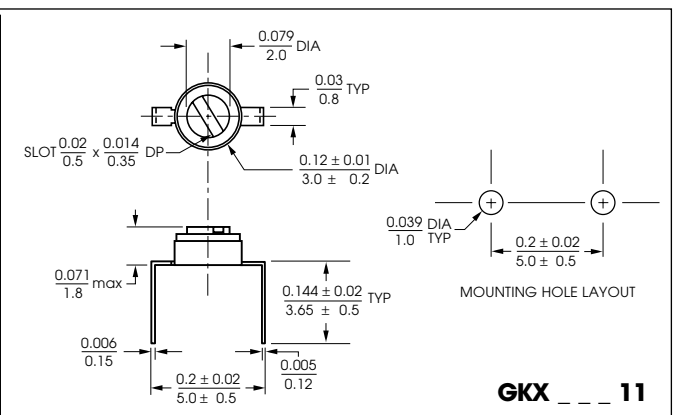 0.079
2.0 DIA
0.03
0.8 TYP
SLOT 0.02
0.5 x 0.014
0.35 DP
0.12 ± 0.01
3.0 ± 0.2 DIA
0.039
1.0 DIA
TYP
0.2 ± 0.02
5.0 ± 0.5
MOUNTING HOLE LAYOUT
0.071
1.8 max
0.144 ± 0.02
3.65 ± 0.5 TYP
0.006
0.15
0.005
0.12
0.2 ± 0.02
5.0 ± 0.5
GKX _ _ _ 11